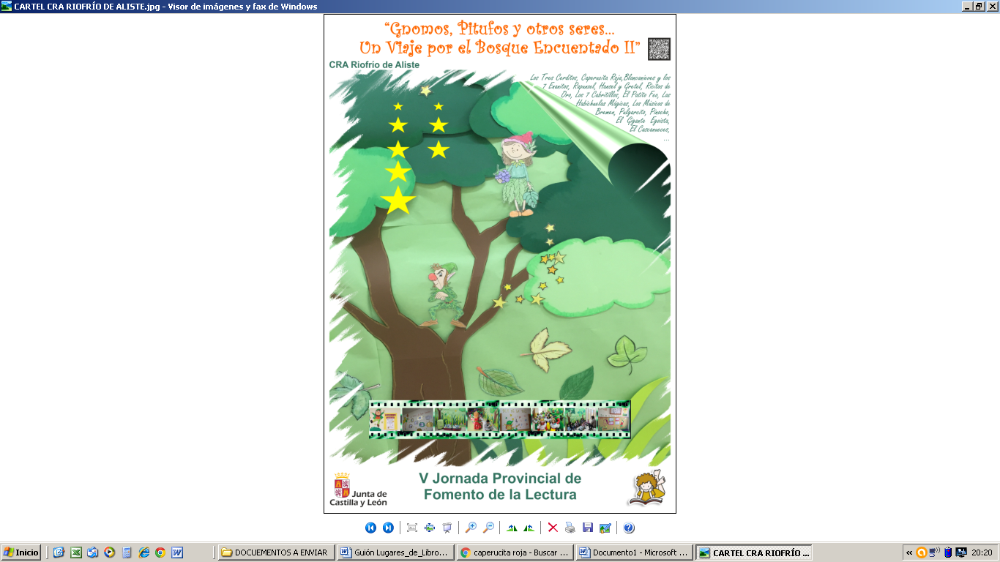 CARTEL CRA RIOFRÍO DE ALISTE.jpg - Visor de imágenes y fax de Windows
“Gnomos, Pitufos y otros seres...
Un Viaje por el Bosque Encuentado II”
CRA Riofrio de Aliste
Los Tres Cerditos, Caperucita Roja,Blancanieves y los
7 Enanitos, Rapunsel, Hansel y Gretel, Ricitos de
Oro, Los 7 Cabritillos, El Patito Feo, Las
Habichuelas Mágicas, Los Músicos de
Bremen, Pulgarcito, Pinocho,
El Gigante Egoista,
El Cascanueces,
...
V Jornada Provincial de
Fomento de la Lectura
Junta de
Castilla y León
Inicio
DOCUEMENTOS A ENVIAR
Guión Lugares_de_Libro...
caperucita roja - Buscar ...
Documento1 - Microsoft ...
CARTEL CRA RIOFRÍO ...
20:20